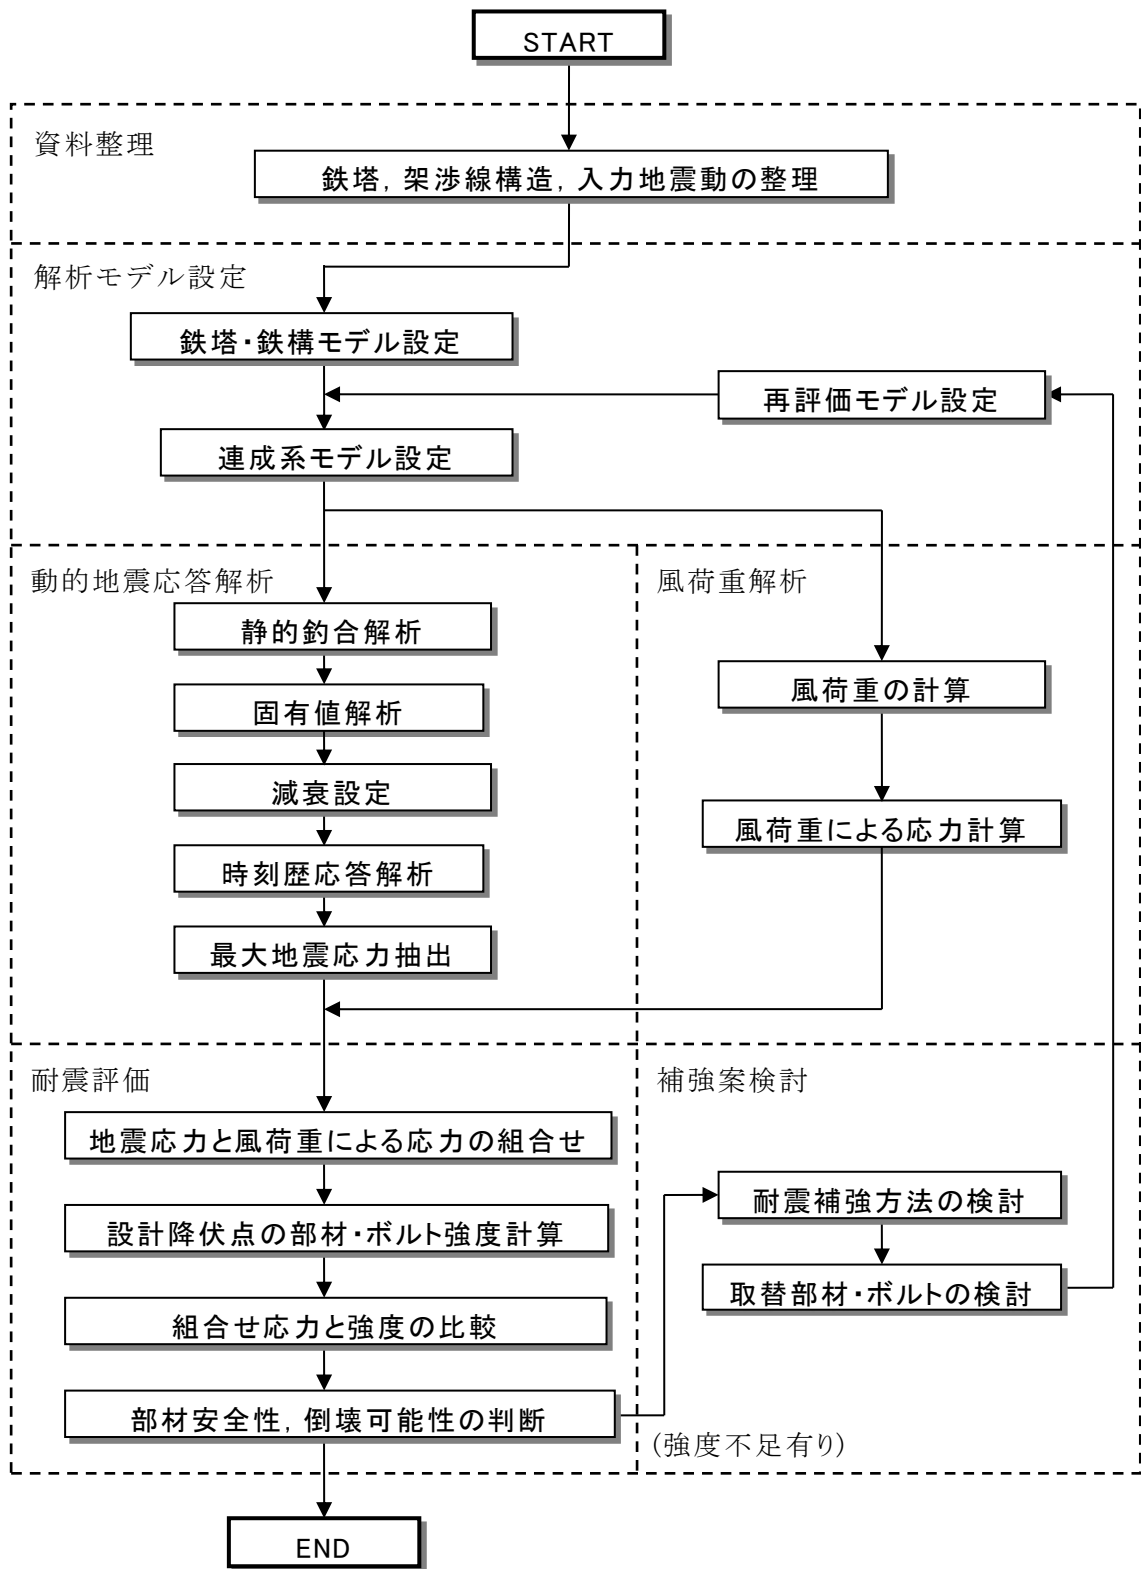 START
資料整理
鉄塔，架渉線構造，入力地震動の整理
解析モデル設定
鉄塔・鉄構モデル設定
再評価モデル設定
連成系モデル設定
動的地震応答解析
静的釣合解析
固有値解析
減衰設定
時刻歴応答解析
最大地震応力抽出
風荷重解析
風荷重の計算
風荷重による応力計算
耐震評価
地震応力と風荷重による応力の組合せ
設計降伏点の部材・ボルト強度計算
組合せ応力と強度の比較
部材安全性，倒壊可能性の判断
補強案検討
耐震補強方法の検討
取替部材・ボルトの検討
(強度不足有り)
END